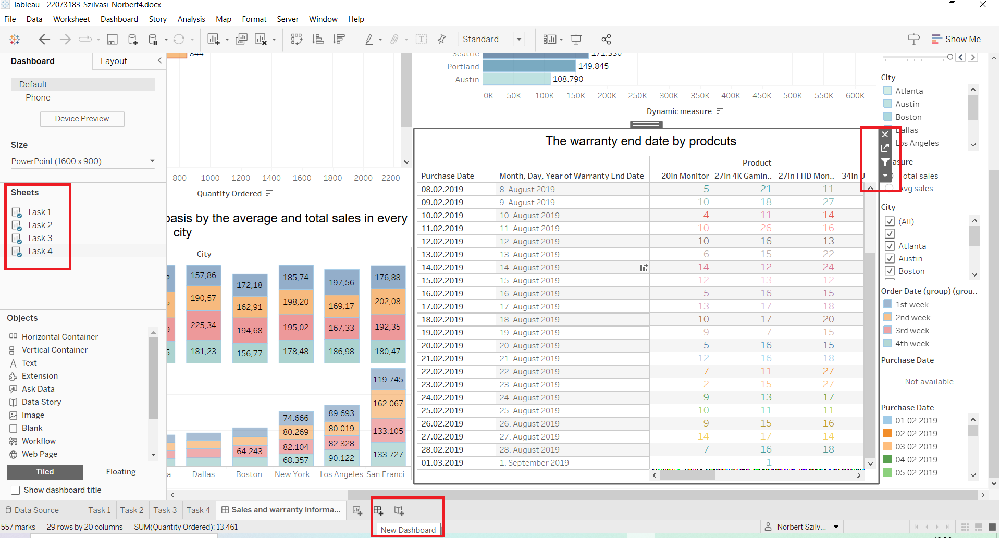 Tableau - 22073183_Szilvasi_Norbert4.docx
File Data Worksheet Dashboard Story Analysis Map Format Server Window Help
Standard
Show Me
Dashboard
Layout
Default
Phone
Device Preview
Size
PowerPoint (1600 x 900)
Sheets
Task 1
Task 2
Task 3
Task 4
Objects
Horizontal Container
Vertical Container
Text
Extension
Ask Data
Data Story
Image
Blank
Workflow
Web Page
Tiled
Floating
Show dashboard title
844
800 1000 1200 1400 1600 1800 2000 2200
Quantity Ordered
basis by the average and total sales in every
city
City
157,86 172,18 185,74 197,56 176,88
190,57 162,91 198,20 169,17 202,08
225,34 194,68 195,02 167,33 192,35
181,23 156,77 178,48 186,98 180,47
119.745
162.067
133.105
133.727
89.693
80.019
82.328
90.122
74.666
80.269
82.104
68.357
64.243
a Dallas Boston New York .. Los Angeles San Franci..
Seattle 171.330
Portland 149.845
Austin 108.790
0K 50K 100K 150K 200K 250K 300K 350K 400K 450K 500K 550K 600K
Dynamic measure
The warranty end date by prodcuts
Product
Purchase Date Month, Day, Year of Warranty End Date 20in Monitor 27in 4K Gamin.. 27in FHD Mon.. 34in U
08.02.2019 8. August 2019 5 21 11
09.02.2019 9. August 2019 10 18 27
10.02.2019 10. August 2019 4 11 14
11.02.2019 11. August 2019 10 26 16
12.02.2019 12. August 2019 10 16 13
13.02.2019 13. August 2019 6 15 22
14.02.2019 14. August 2019 14 12 24
15.02.2019 15. August 2019 12 13 12
16.02.2019 16. August 2019 5 16 15
17.02.2019 17. August 2019 13 17 18
18.02.2019 18. August 2019 10 17 20
19.02.2019 19. August 2019 9 7 15
20.02.2019 20. August 2019 5 16 15
21.02.2019 21. August 2019 12 16 18
22.02.2019 22. August 2019 7 11 27
23.02.2019 23. August 2019 2 15 27
24.02.2019 24. August 2019 9 13 17
25.02.2019 25. August 2019 10 11 11
26.02.2019 26. August 2019 9 15 16
27.02.2019 27. August 2019 14 17 14
28.02.2019 28. August 2019 7 16 18
01.03.2019 1. September 2019 1
City
Atlanta
Austin
Boston
Dallas
Los Angeles
asure
Total sales
Avg sales
City
(All)
Atlanta
Austin
Boston
Order Date (group) (grou..
1st week
2nd week
3rd week
4th week
Purchase Date
Not available.
Purchase Date
01.02.2019
02.02.2019
03.02.2019
04.02.2019
05.02.2019
Data Source Task 1 Task 2 Task 3 Task 4 Sales and warranty informa...
557 marks 29 rows by 20 columns SUM(Quantity Ordered): 13.461
New Dashboard
Norbert Szilv...